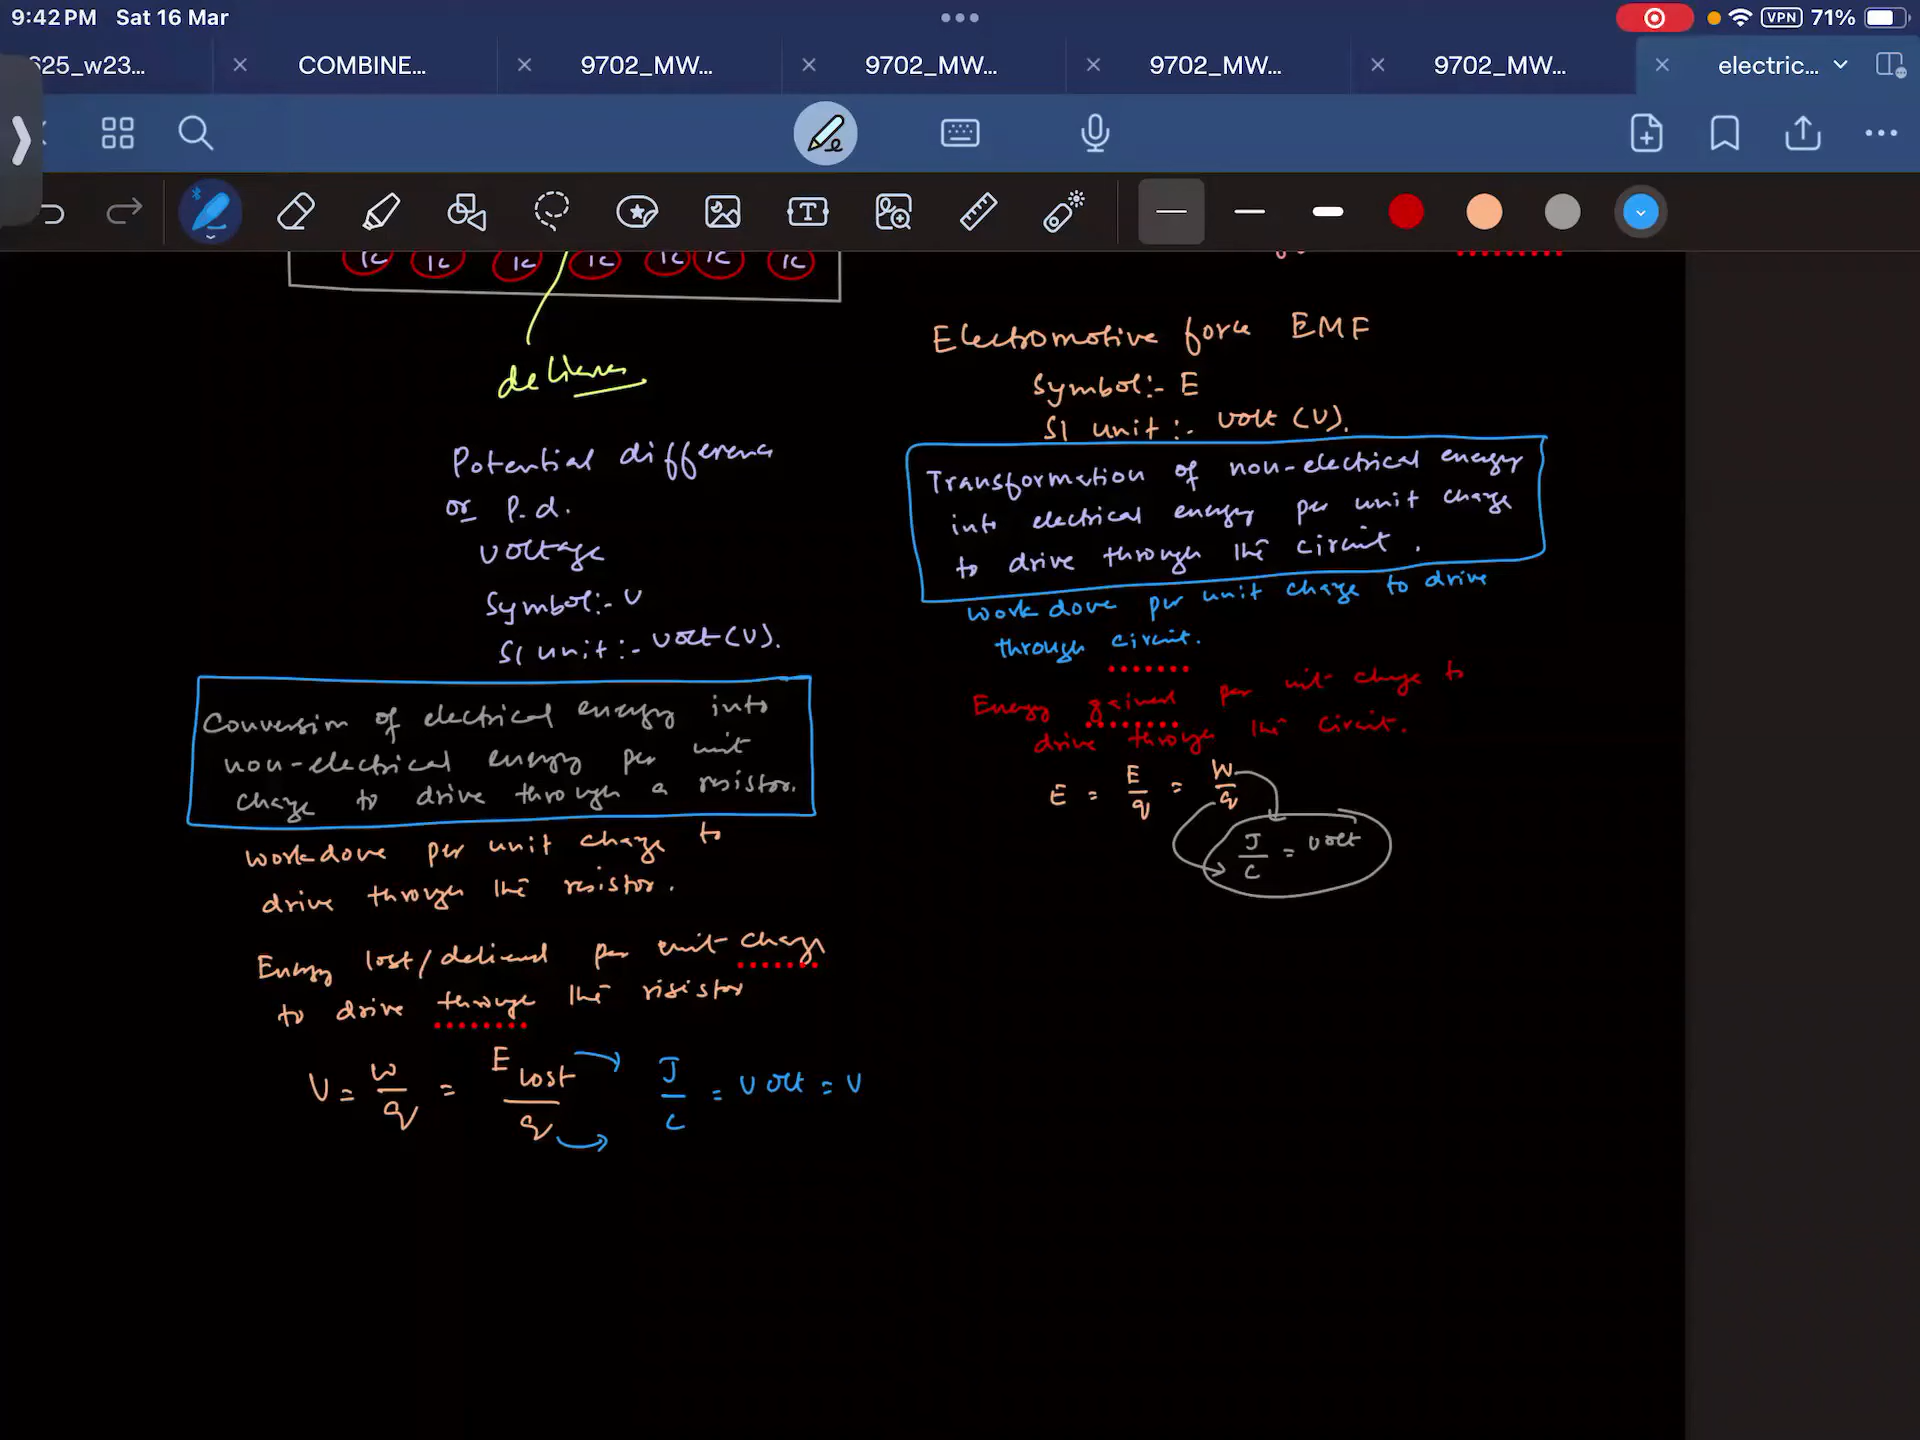 9:42 PM Sat 16 Mar
VPN 71%
625_w23...
COMBINE...
9702_MW...
9702_MW...
9702_MW...
9702_MW...
electric...
1C 1C 1C 1C 1C 1C 1C
delivers
Potential difference
or P.d.
voltage
Symbol:- V
SI unit:- volt (V).
Conversion of electrical energy into
non-electrical energy per unit
charge to drive through a resistor.
work done per unit charge to
drive through the resistor.
Energy lost/delivered per unit charge
to drive through the resistor
V = W/q = E lost/q J/C = volt = V
Electromotive force EMF
Symbol:- E
SI unit:- volt (V).
Transformation of non-electrical energy
into electrical energy per unit charge
to drive through the circuit.
work done per unit charge to drive
through circuit.
Energy gained per unit charge to
drive through the circuit.
E = E/q = W/q
J/C = volt